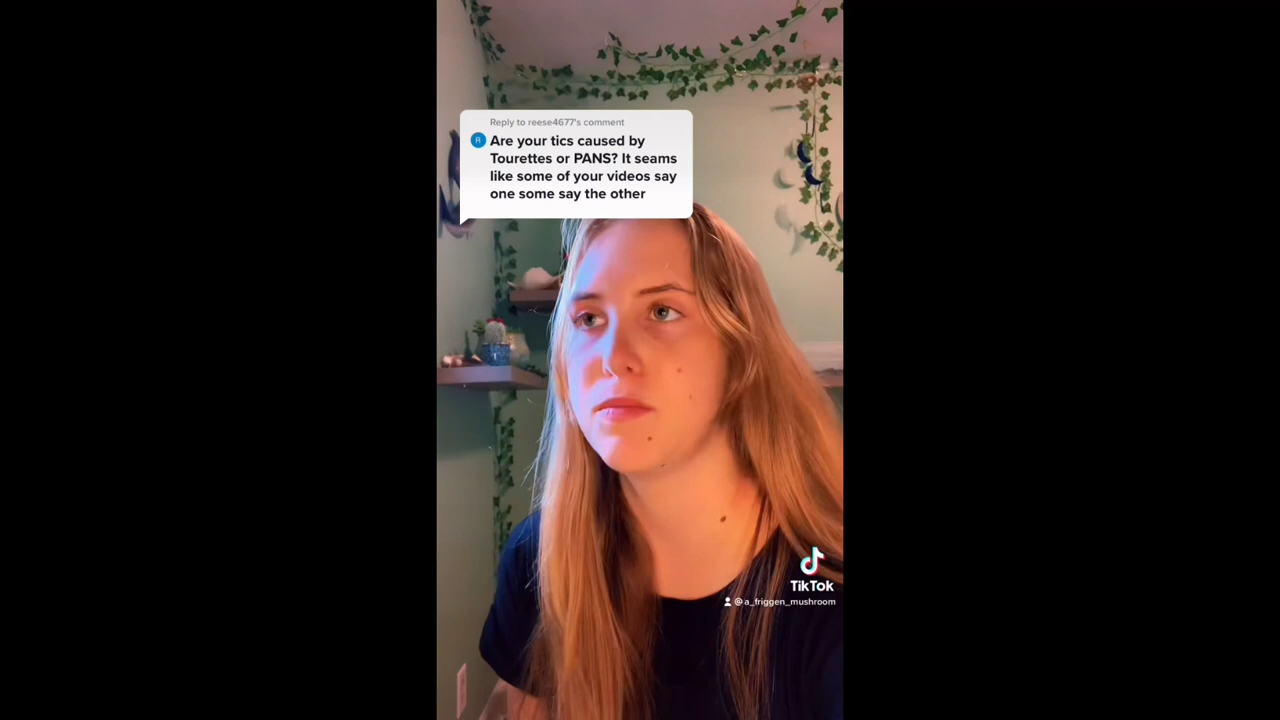 Reply to reese4677's comment
R
Are your tics caused by
Tourettes or PANS? It seams
like some of your videos say
one some say the other
TikTok
@a_friggen_mushroom